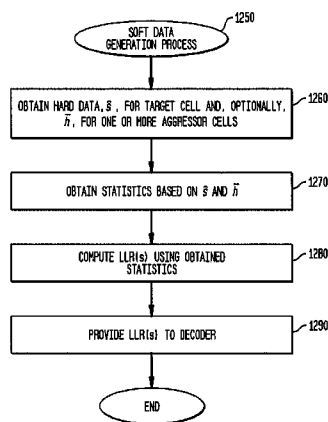 SOFT DATA
GENERATION PROCESS
1250
OBTAIN HARD DATA, ŝ, FOR TARGET CELL AND, OPTIONALLY,
h̃, FOR ONE OR MORE AGGRESSOR CELLS
1260
OBTAIN STATISTICS BASED ON ŝ AND h̃
1270
COMPUTE LLR(s) USING OBTAINED
STATISTICS
1280
PROVIDE LLR(s) TO DECODER
1290
END